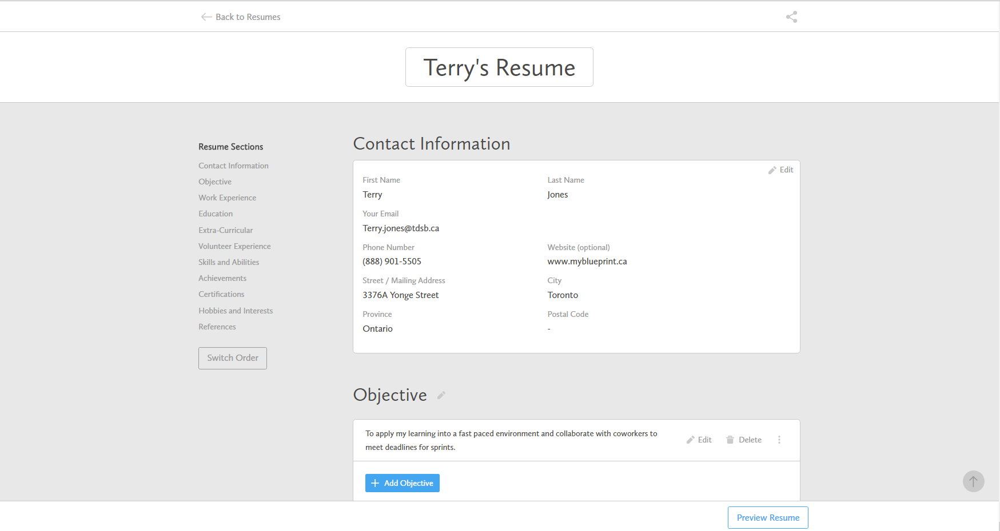 Back to Resumes
Terry's Resume
Resume Sections
Contact Information
Objective
Work Experience
Education
Extra-Curricular
Volunteer Experience
Skills and Abilities
Achievements
Certifications
Hobbies and Interests
References
Switch Order
Contact Information
Edit
First Name
Last Name
Terry
Jones
Your Email
Terry.jones@tdsb.ca
Phone Number
Website (optional)
(888) 901-5505
www.myblueprint.ca
Street / Mailing Address
City
3376A Yonge Street
Toronto
Province
Postal Code
Ontario
-
Objective
To apply my learning into a fast paced environment and collaborate with coworkers to
meet deadlines for sprints.
Edit
Delete
Add Objective
Preview Resume